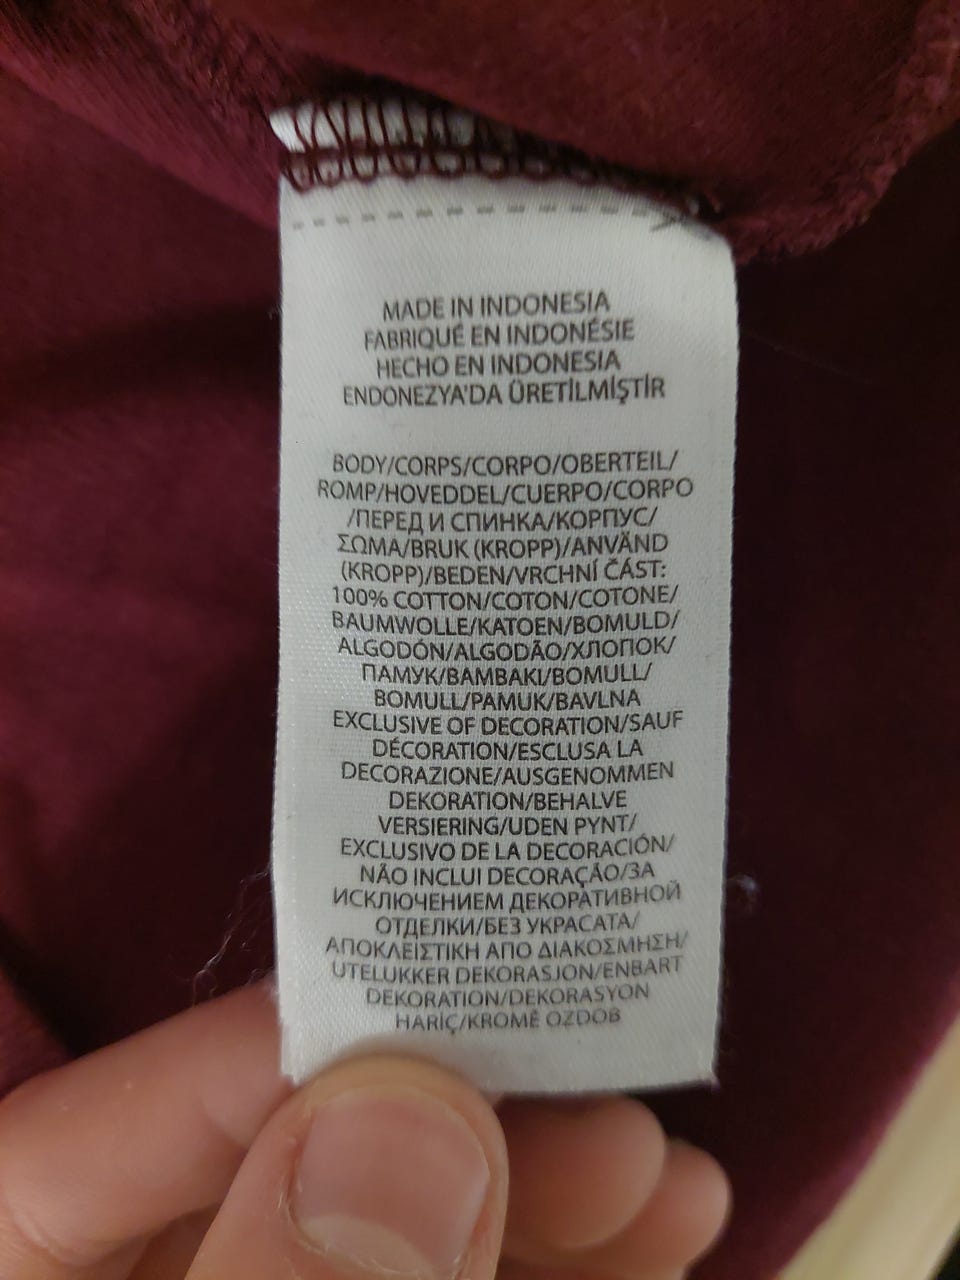 MADE IN INDONESIA
FABRIQUÉ EN INDONÉSIE
HECHO EN INDONESIA
ENDONEZYA'DA ÜRETİLMİŞTİR
BODY/CORPS/CORPO/OBERTEIL/
ROMP/HOVEDDEL/CUERPO/CORPO
/ПЕРЕД И СПИНКА/КОРПУС/
ΣΩΜΑ/BRUK (KROPP)/ANVÄND
(KROPP)/BEDEN/VRCHNÍ ČÁST:
100% COTTON/COTON/COTONE/
BAUMWOLLE/KATOEN/BOMULD/
ALGODÓN/ALGODÃO/ХЛОПОК/
ПАМУК/ΒΑΜΒΑΚΙ/BOMULL/
BOMULL/PAMUK/BAVLNA
EXCLUSIVE OF DECORATION/SAUF
DÉCORATION/ESCLUSA LA
DECORAZIONE/AUSGENOMMEN
DEKORATION/BEHALVE
VERSIERING/UDEN PYNT/
EXCLUSIVO DE LA DECORACIÓN/
NÃO INCLUI DECORAÇÃO/ЗА
ИСКЛЮЧЕНИЕМ ДЕКОРАТИВНОЙ
ОТДЕЛКИ/БЕЗ УКРАСАТА/
ΑΠΟΚΛΕΙΣΤΙΚΗ ΑΠΟ ΔΙΑΚΟΣΜΗΣΗ/
UTELUKKER DEKORASJON/ENBART
DEKORATION/DEKORASYON
HARİÇ/KROMĚ OZDOB